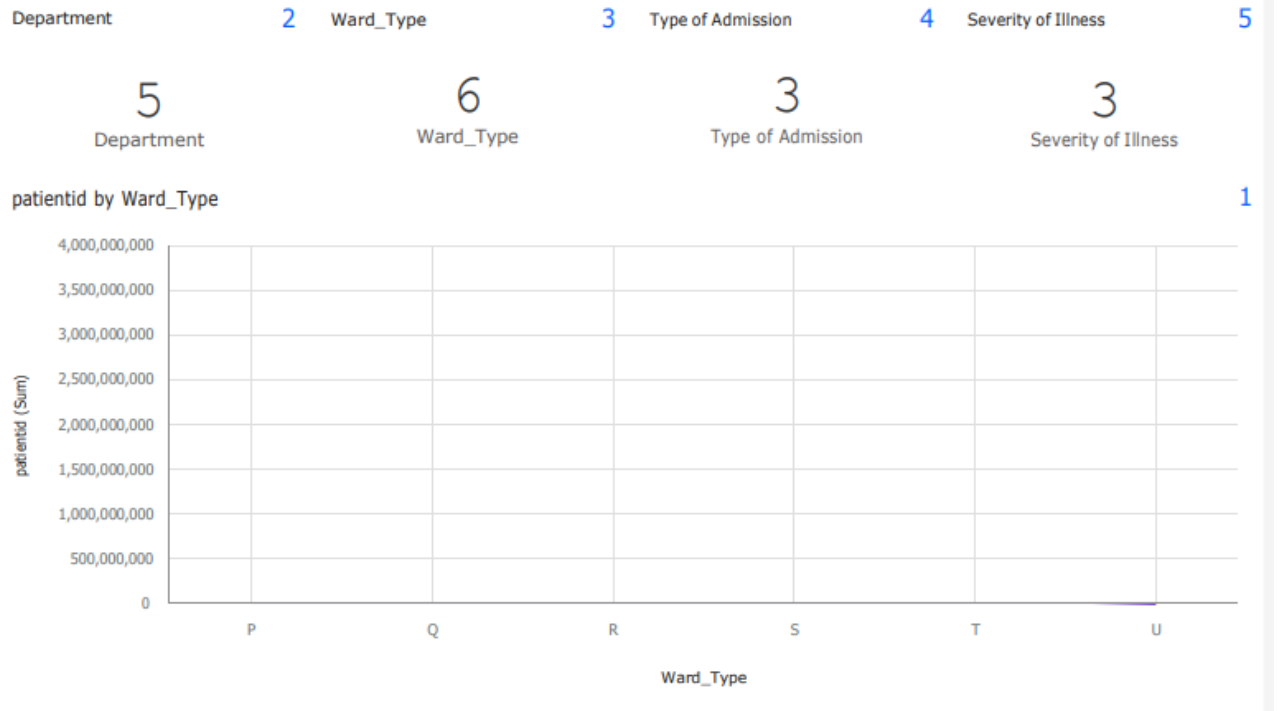 Department 2 Ward_Type 3 Type of Admission 4 Severity of Illness 5
5 6 3 3
Department Ward_Type Type of Admission Severity of Illness
patientid by Ward_Type 1
4,000,000,000
3,500,000,000
3,000,000,000
2,500,000,000
2,000,000,000
1,500,000,000
1,000,000,000
500,000,000
0
patientid (Sum)
P Q R S T U
Ward_Type